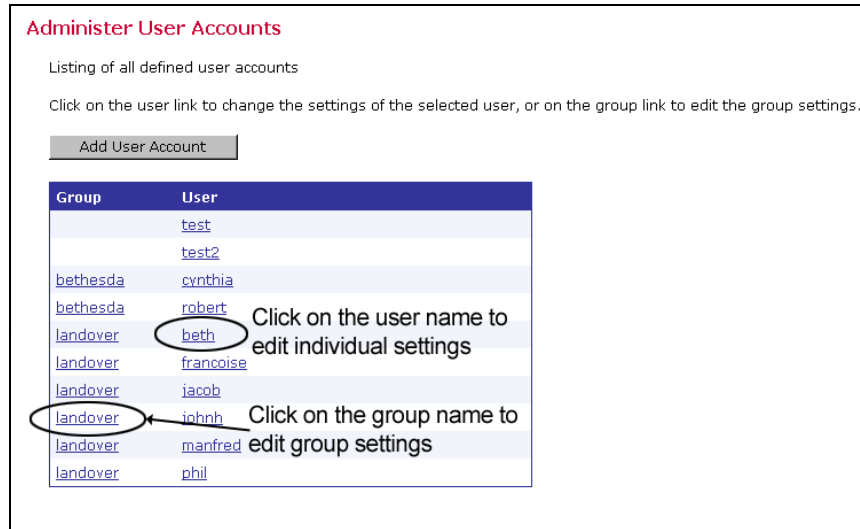 Administer User Accounts
Listing of all defined user accounts
Click on the user link to change the settings of the selected user, or on the group link to edit the group settings.
Add User Account
Group User
test
test2
bethesda cynthia
bethesda robert
Click on the user name to
landover beth
edit individual settings
landover francoise
landover jacob
landover johnh Click on the group name to
landover manfred edit group settings
landover phil